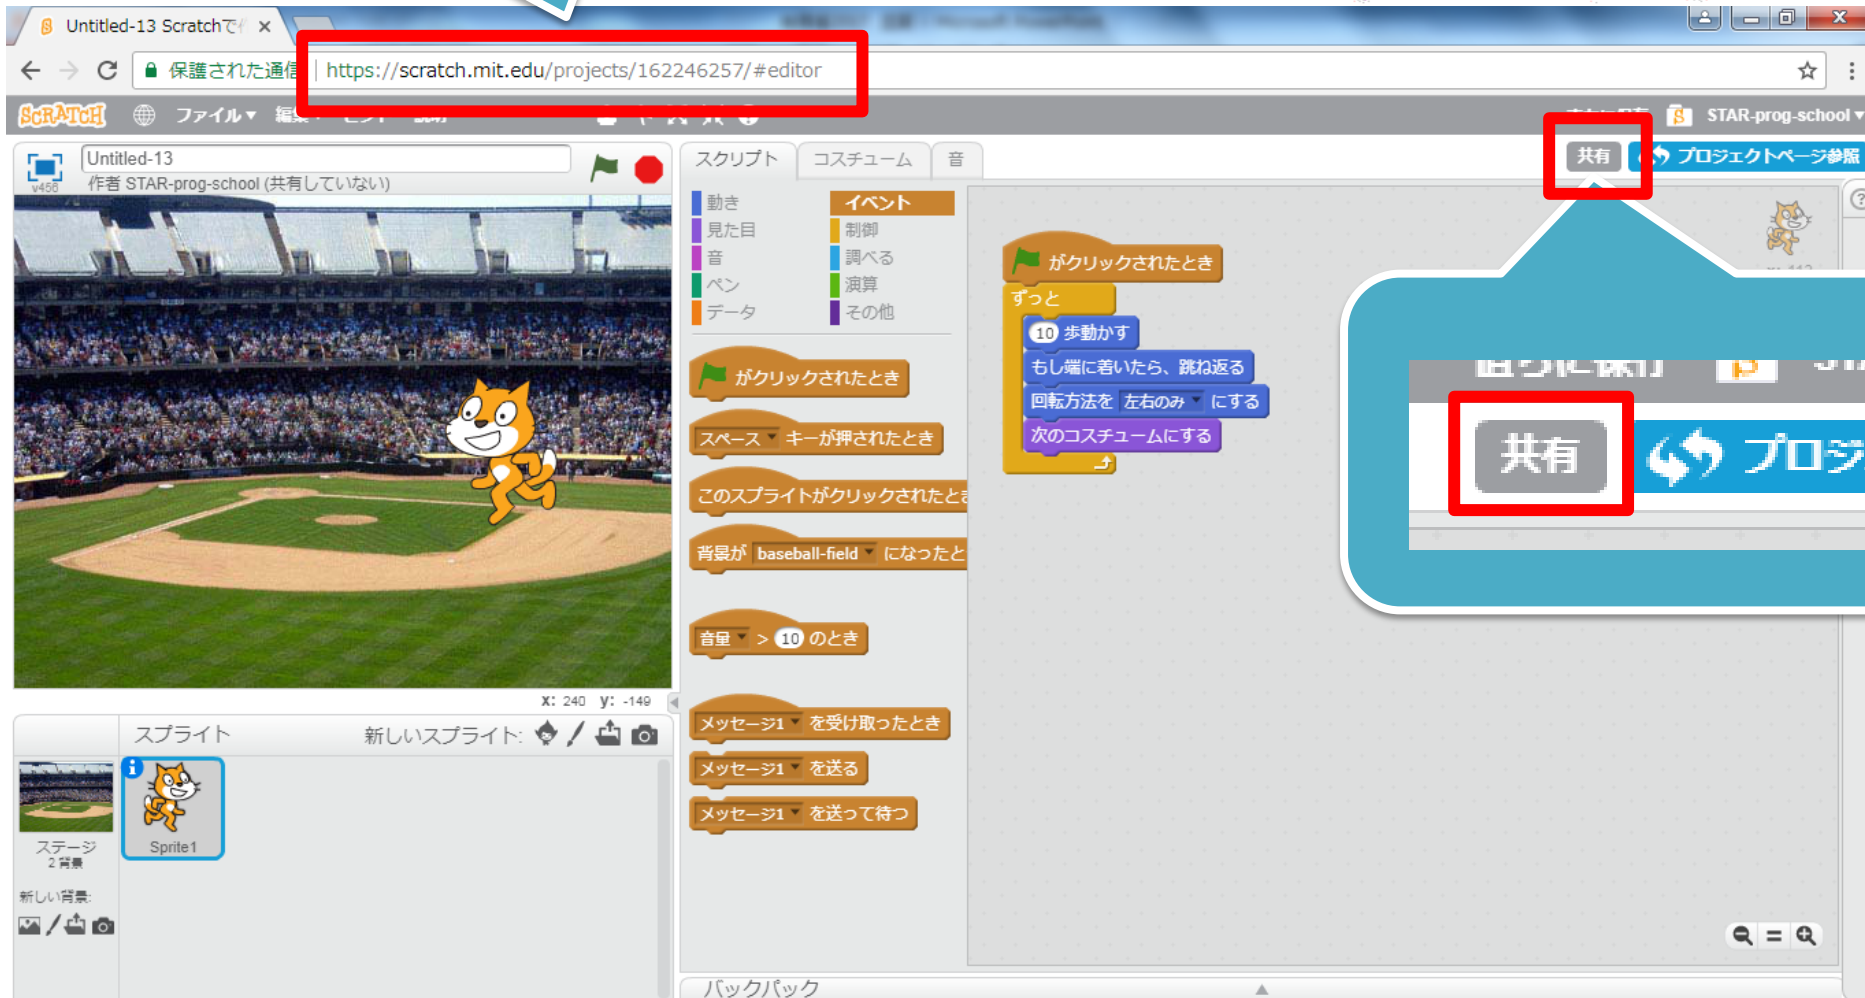 Untitled-13 Scratchで
保護された通信
https://scratch.mit.edu/projects/162246257/#editor
SCRATCH
ファイル
STAR-prog-school
Untitled-13
v456
作者 STAR-prog-school (共有していない)
スクリプト
コスチューム
音
共有
プロジェクトページ参照
動き
イベント
見た目
制御
音
調べる
ペン
演算
データ
その他
がクリックされたとき
スペース キーが押されたとき
このスプライトがクリックされたとき
背景が baseball-field になったと
音量 > 10 のとき
メッセージ1 を受け取ったとき
メッセージ1 を送る
メッセージ1 を送って待つ
がクリックされたとき
ずっと
10 歩動かす
もし端に着いたら、跳ね返る
回転方法を 左右のみ にする
次のコスチュームにする
共有
プロジ
x: 240 y: -149
スプライト
新しいスプライト:
ステージ
2 背景
Sprite1
新しい背景:
バックパック